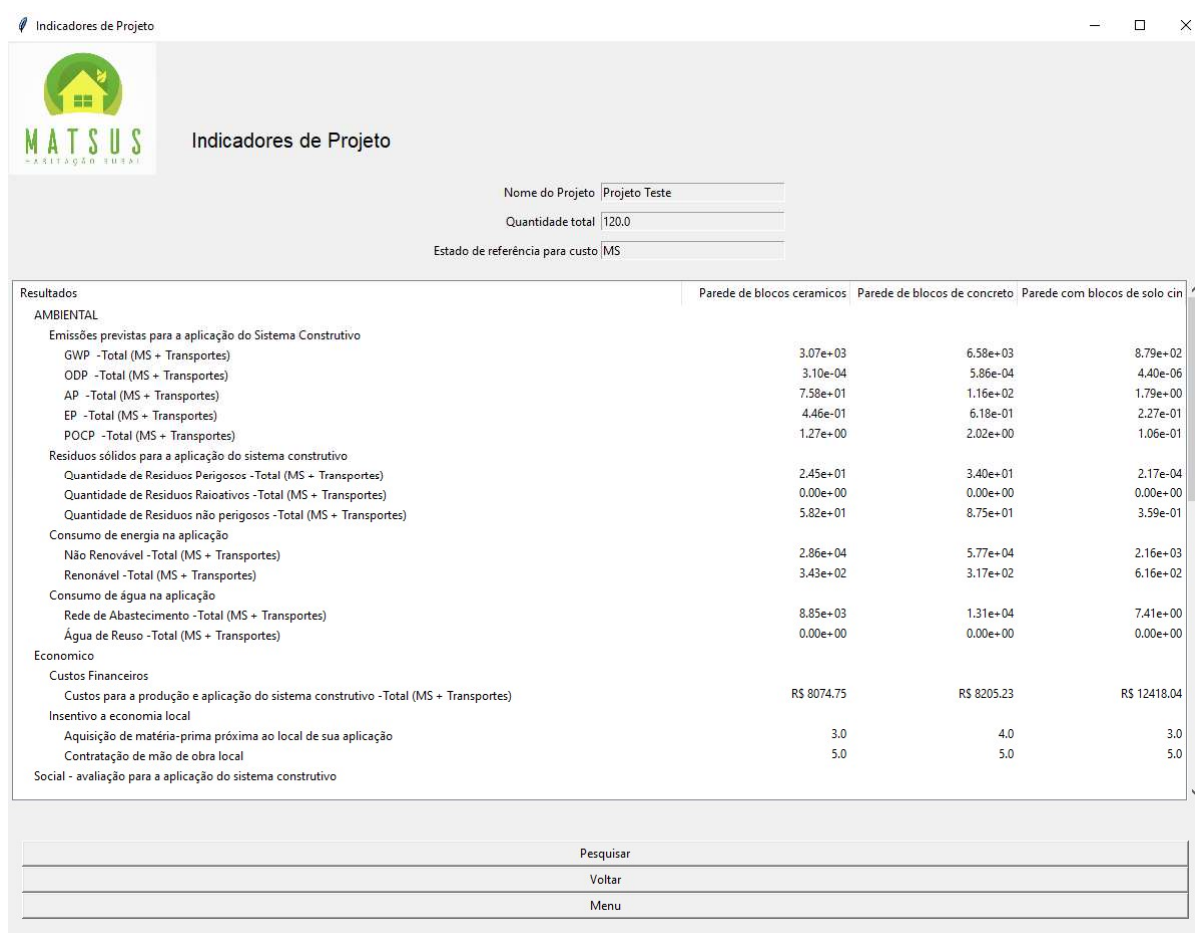 Indicadores de Projeto
MATSUS
HABITAÇÃO RURAL
Indicadores de Projeto
Nome do Projeto Projeto Teste
Quantidade total 120.0
Estado de referência para custo MS
Resultados Parede de blocos ceramicos Parede de blocos de concreto Parede com blocos de solo cin
AMBIENTAL
Emissões previstas para a aplicação do Sistema Construtivo
GWP -Total (MS + Transportes) 3.07e+03 6.58e+03 8.79e+02
ODP -Total (MS + Transportes) 3.10e-04 5.86e-04 4.40e-06
AP -Total (MS + Transportes) 7.58e+01 1.16e+02 1.79e+00
EP -Total (MS + Transportes) 4.46e-01 6.18e-01 2.27e-01
POCP -Total (MS + Transportes) 1.27e+00 2.02e+00 1.06e-01
Residuos sólidos para a aplicação do sistema construtivo
Quantidade de Residuos Perigosos -Total (MS + Transportes) 2.45e+01 3.40e+01 2.17e-04
Quantidade de Residuos Raioativos -Total (MS + Transportes) 0.00e+00 0.00e+00 0.00e+00
Quantidade de Residuos não perigosos -Total (MS + Transportes) 5.82e+01 8.75e+01 3.59e-01
Consumo de energia na aplicação
Não Renovável -Total (MS + Transportes) 2.86e+04 5.77e+04 2.16e+03
Renonável -Total (MS + Transportes) 3.43e+02 3.17e+02 6.16e+02
Consumo de água na aplicação
Rede de Abastecimento -Total (MS + Transportes) 8.85e+03 1.31e+04 7.41e+00
Água de Reuso -Total (MS + Transportes) 0.00e+00 0.00e+00 0.00e+00
Economico
Custos Financeiros
Custos para a produção e aplicação do sistema construtivo -Total (MS + Transportes) R$ 8074.75 R$ 8205.23 R$ 12418.04
Insentivo a economia local
Aquisição de matéria-prima próxima ao local de sua aplicação 3.0 4.0 3.0
Contratação de mão de obra local 5.0 5.0 5.0
Social - avaliação para a aplicação do sistema construtivo
Pesquisar
Voltar
Menu